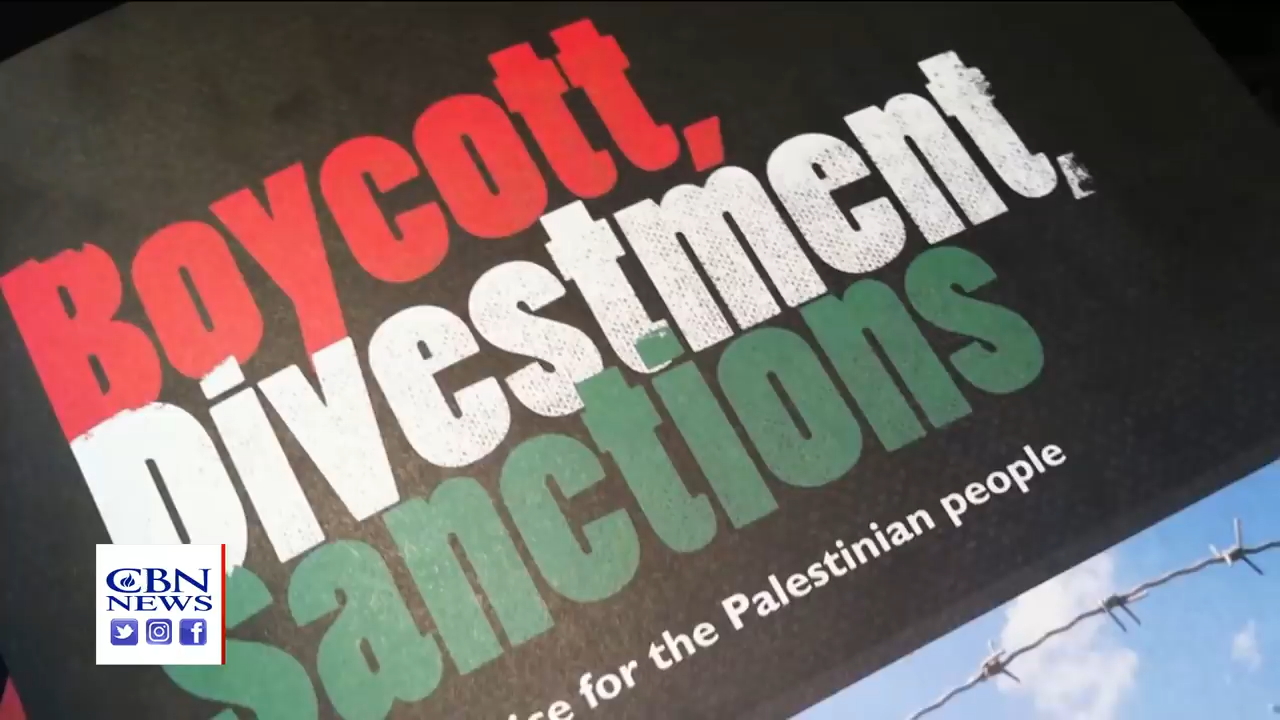 Boycott,
Divestment,
Sanctions
for the Palestinian people
CBN
NEWS